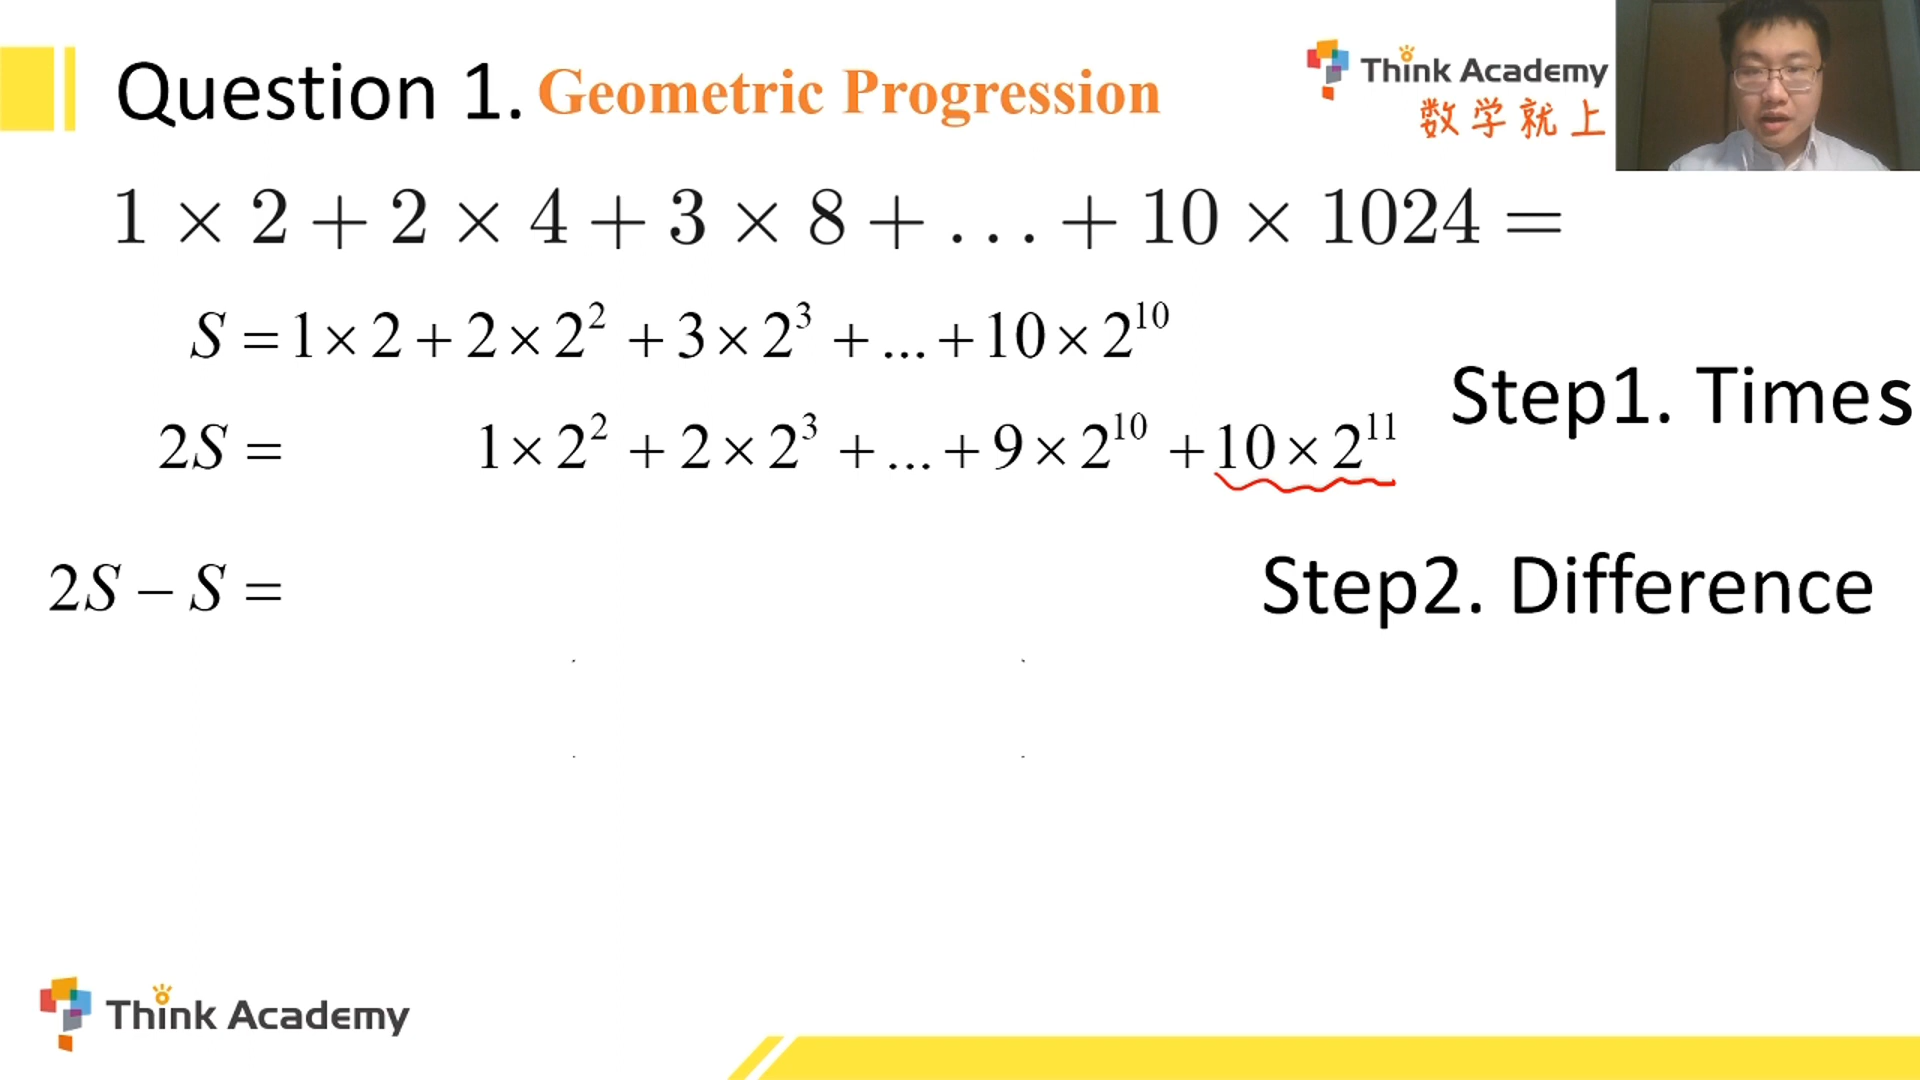 Question 1. Geometric Progression
Think Academy
数学就上
1 × 2 + 2 × 4 + 3 × 8 + . . . + 10 × 1024 =
S = 1 × 2 + 2 × 2² + 3 × 2³ + ... + 10 × 2¹⁰
Step1. Times
2S = 1 × 2² + 2 × 2³ + ... + 9 × 2¹⁰ + 10 × 2¹¹
2S − S =
Step2. Difference
Think Academy